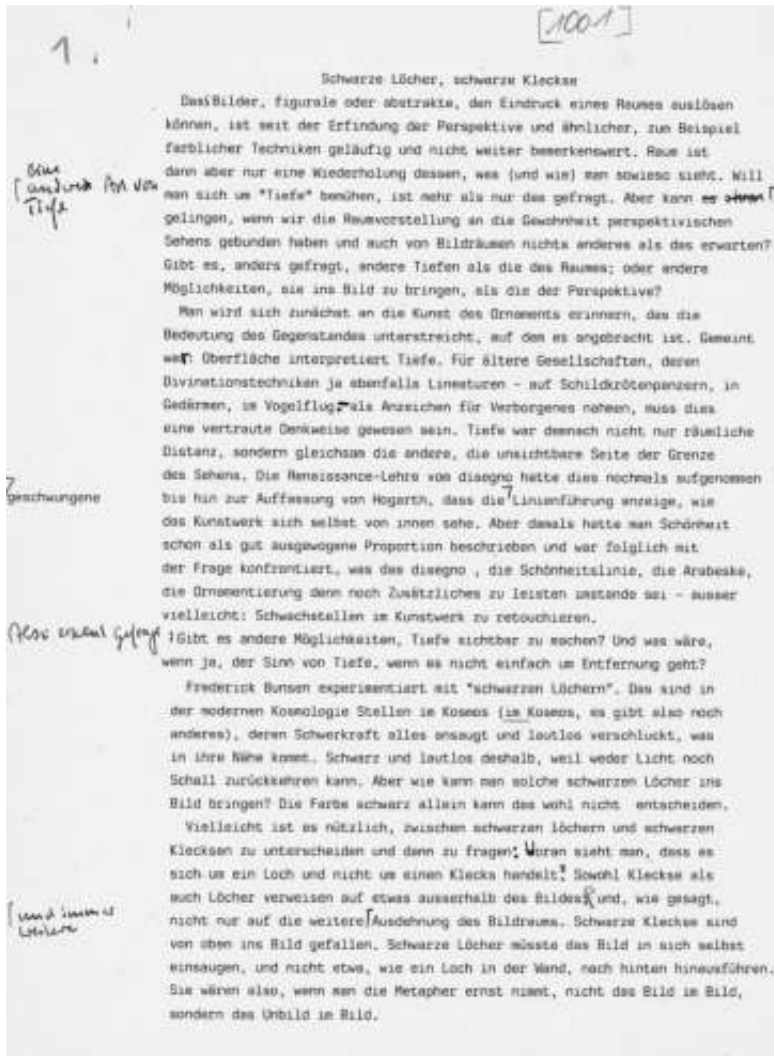 1.
[1001]
Schwarze Löcher, schwarze Kleckse
Dass Bilder, figurale oder abstrakte, den Eindruck eines Raumes auslösen
können, ist seit der Erfindung der Perspektive und ähnlicher, zum Beispiel
farblicher Techniken geläufig und nicht weiter bemerkenswert. Raum ist
dann aber nur eine Wiederholung dessen, was (und wie) man sowieso sieht. Will
eine
[andere Art von
Tiefe
man sich um "Tiefe" bemühen, ist mehr als nur das gefragt. Aber kann es ohne [
gelingen, wenn wir die Raumvorstellung an die Gewohnheit perspektivischen
Sehens gebunden haben und auch von Bildräumen nichts anderes als das erwarten?
Gibt es, anders gefragt, andere Tiefen als die des Raumes; oder andere
Möglichkeiten, sie ins Bild zu bringen, als die der Perspektive?
Man wird sich zunächst an die Kunst des Ornaments erinnern, das die
Bedeutung des Gegenstandes unterstreicht, auf dem es angebracht ist. Gemeint
war: Oberfläche interpretiert Tiefe. Für ältere Gesellschaften, deren
Divinationstechniken ja ebenfalls Lineaturen - auf Schildkrötenpanzern, in
Gedärmen, im Vogelflug - als Anzeichen für Verborgenes nahmen, muss dies
eine vertraute Denkweise gewesen sein. Tiefe war demnach nicht nur räumliche
Distanz, sondern gleichsam die andere, die unsichtbare Seite der Grenze
des Sehens. Die Renaissance-Lehre vom disegno hatte dies nochmals aufgenommen
geschwungene
bis hin zur Auffassung von Hogarth, dass die Linienführung anzeige, wie
das Kunstwerk sich selbst von innen sehe. Aber damals hatte man Schönheit
schon als gut ausgewogene Proportion beschrieben und war folglich mit
der Frage konfrontiert, was das disegno , die Schönheitslinie, die Arabeske,
die Ornamentierung denn noch Zusätzliches zu leisten imstande sei - ausser
vielleicht: Schwachstellen im Kunstwerk zu retouchieren.
Also erneut gefragt : Gibt es andere Möglichkeiten, Tiefe sichtbar zu machen? Und was wäre,
wenn ja, der Sinn von Tiefe, wenn es nicht einfach um Entfernung geht?
Frederick Bunsen experimentiert mit "schwarzen Löchern". Das sind in
der modernen Kosmologie Stellen im Kosmos (im Kosmos, es gibt also noch
anderes), deren Schwerkraft alles ansaugt und lautlos verschluckt, was
in ihre Nähe kommt. Schwarz und lautlos deshalb, weil weder Licht noch
Schall zurückkehren kann. Aber wie kann man solche schwarzen Löcher ins
Bild bringen? Die Farbe schwarz allein kann das wohl nicht entscheiden.
Vielleicht ist es nützlich, zwischen schwarzen löchern und schwarzen
Klecksen zu unterscheiden und dann zu fragen: Woran sieht man, dass es
sich um ein Loch und nicht um einen Klecks handelt? Sowohl Kleckse als
auch Löcher verweisen auf etwas ausserhalb des Bildes und, wie gesagt,
[und immer
weitere
nicht nur auf die weitere [Ausdehnung des Bildraums. Schwarze Kleckse sind
von oben ins Bild gefallen. Schwarze Löcher müsste das Bild in sich selbst
einsaugen, und nicht etwa, wie ein Loch in der Wand, nach hinten hinausführen.
Sie wären also, wenn man die Metapher ernst nimmt, nicht das Bild im Bild,
sondern das Unbild im Bild.